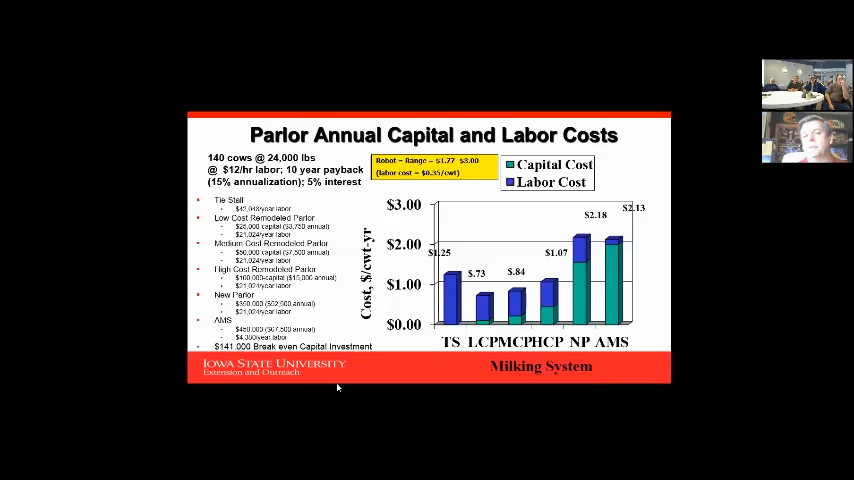 Parlor Annual Capital and Labor Costs
140 cows @ 24,000 lbs
@ $12/hr labor; 10 year payback
(15% annualization); 5% interest
Robot = Range = $1.77 $3.00
(labor cost = $0.35/cwt)
Capital Cost
Labor Cost
Tie Stall
$42,048/year labor
Low Cost Remodeled Parlor
$25,000 capital ($3,750 annual)
$21,024/year labor
Medium Cost Remodeled Parlor
$50,000 capital ($7,500 annual)
$21,024/year labor
High Cost Remodeled Parlor
$100,000-capital ($15,000 annual)
$21,024/year labor
New Parlor
$350,000 ($52,500 annual)
$21,024/year labor
AMS
$450,000 ($67,500 annual)
$4,380/year labor
$141,000 Break even Capital Investment
Cost, $/cwt-yr
$3.00
$2.00
$1.00
$0.00
$1.25
$.73
$.84
$1.07
$2.18
$2.13
TS LCP MCP HCP NP AMS
Milking System
IOWA STATE UNIVERSITY
Extension and Outreach